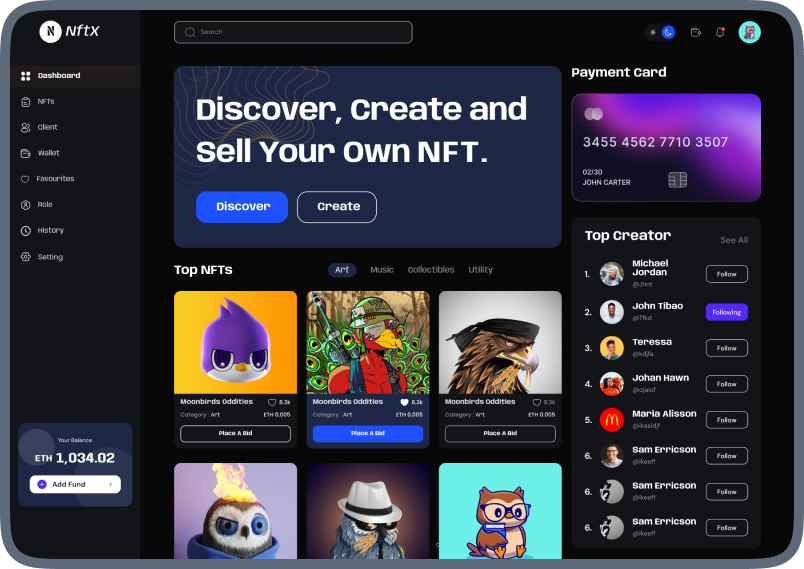 N NftX
Search
Dashboard
NFTs
Client
Wallet
Favourites
Role
History
Setting
Your Balance
ETH 1,034.02
Add Fund
Discover, Create and
Sell Your Own NFT.
Discover
Create
Top NFTs
Art
Music
Collectibles
Utility
Moonbirds Oddities
8.3k
Category : Art
ETH 0.005
Place A Bid
Moonbirds Oddities
8.3k
Category : Art
ETH 0.005
Place A Bid
Moonbirds Oddities
8.3k
Category : Art
ETH 0.005
Place A Bid
Payment Card
3455 4562 7710 3507
02/30
JOHN CARTER
Top Creator
See All
1.
Michael
Jordan
@Jhnt
Follow
2.
John Tibao
@Tfkd
Following
3.
Teressa
@kdjfa
Follow
4.
Johan Hawn
@ojalof
Follow
5.
Maria Alisson
@ikasidjf
Follow
6.
Sam Erricson
@ikeeff
Follow
6.
Sam Erricson
@ikeeff
Follow
6.
Sam Erricson
@ikeeff
Follow